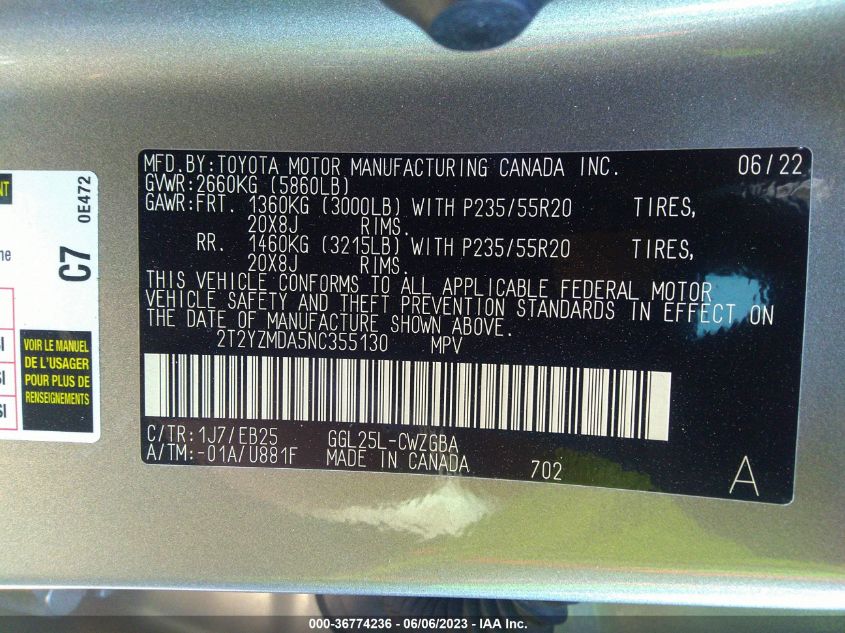 MFD.BY:TOYOTA MOTOR MANUFACTURING CANADA INC. 06/22
GVWR:2660KG (5860LB)
GAWR:FRT. 1360KG (3000LB) WITH P235/55R20 TIRES,
20X8J RIMS.
RR. 1460KG (3215LB) WITH P235/55R20 TIRES,
20X8J RIMS.
THIS VEHICLE CONFORMS TO ALL APPLICABLE FEDERAL MOTOR
VEHICLE SAFETY AND THEFT PREVENTION STANDARDS IN EFFECT ON
THE DATE OF MANUFACTURE SHOWN ABOVE.
2T2YZMDA5NC355130 MPV
C/TR:1J7/EB25 GGL25L-CWZGBA
A/TM:-01A/U881F MADE IN CANADA 702 A
C7 0E472
VOIR LE MANUEL
DE L'USAGER
POUR PLUS DE
RENSEIGNEMENTS
000-36774236 - 06/06/2023 - IAA Inc.